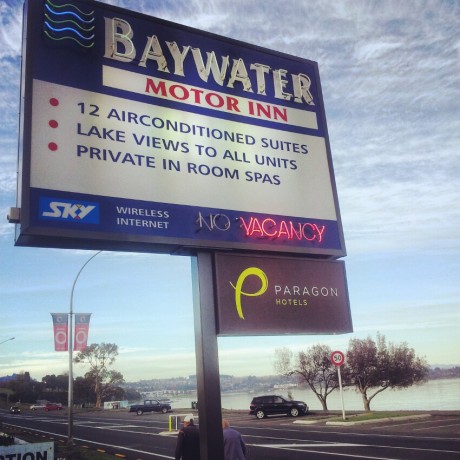 BAYWATER
MOTOR INN
• 12 AIRCONDITIONED SUITES
• LAKE VIEWS TO ALL UNITS
• PRIVATE IN ROOM SPAS
SKY
WIRELESS
INTERNET
NO VACANCY
p PARAGON
HOTELS
50
TION